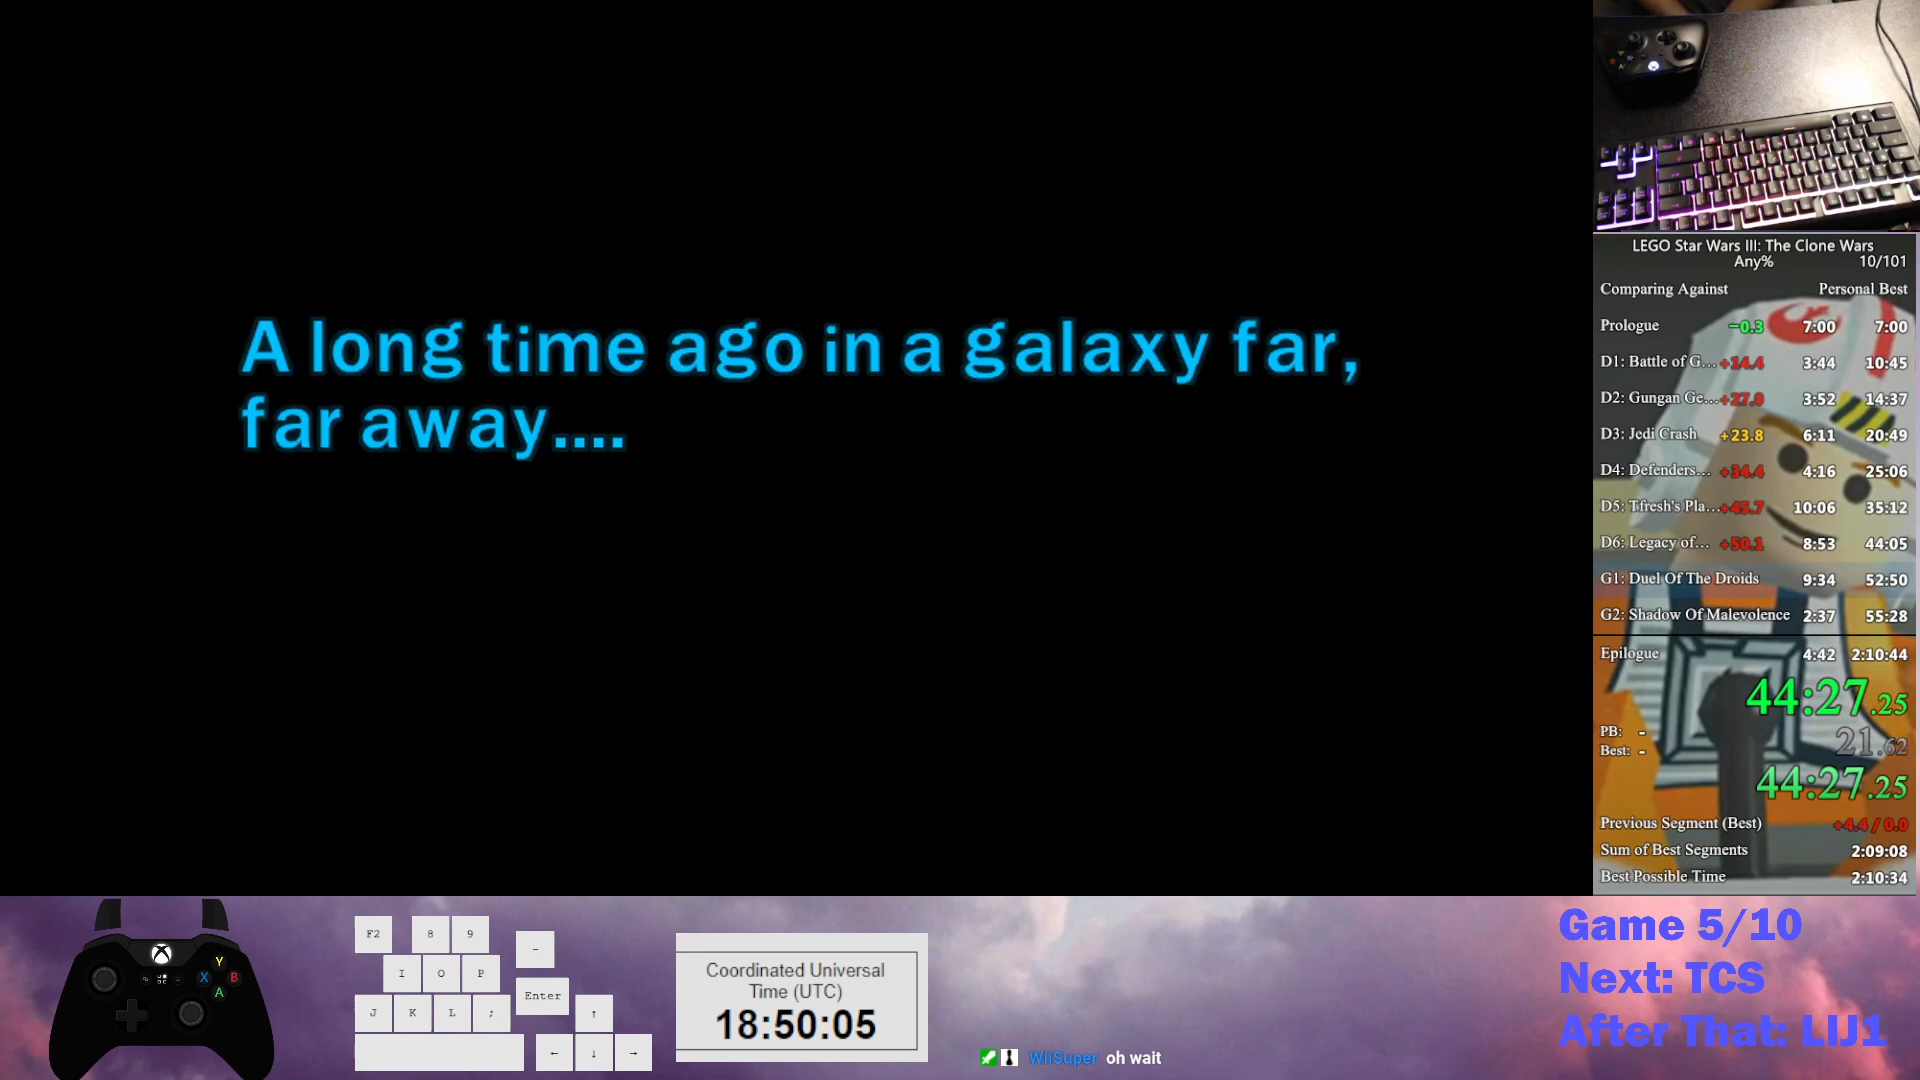 A long time ago in a galaxy far,
far away....
LEGO Star Wars III: The Clone Wars
Any% 10/101
Comparing Against Personal Best
Prologue −0.3 7:00 7:00
D1: Battle of G... +14.4 3:44 10:45
D2: Gungan Ge... +27.0 3:52 14:37
D3: Jedi Crash +23.8 6:11 20:49
D4: Defenders... +34.4 4:16 25:06
D5: Tfresh's Pla... +45.7 10:06 35:12
D6: Legacy of... +50.1 8:53 44:05
G1: Duel Of The Droids 9:34 52:50
G2: Shadow Of Malevolence 2:37 55:28
Epilogue 4:42 2:10:44
44:27.25
PB: -
Best: - 21.62
44:27.25
Previous Segment (Best) +4.4 / 0.0
Sum of Best Segments 2:09:08
Best Possible Time 2:10:34
Y
X B
A
F2 8 9 -
I O P
Enter
J K L ; ↑
← ↓ →
Coordinated Universal
Time (UTC)
18:50:05
WiiSuper oh wait
Game 5/10
Next: TCS
After That: LIJ1